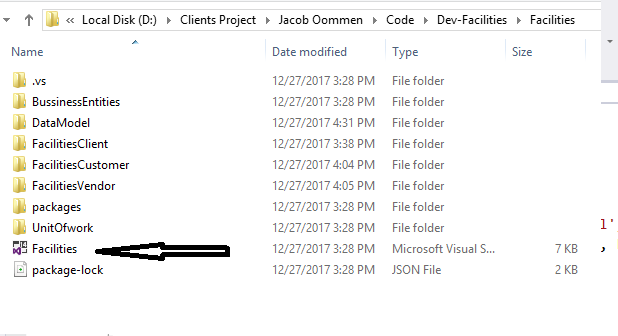 « Local Disk (D:) › Clients Project › Jacob Oommen › Code › Dev-Facilities › Facilities
Name Date modified Type Size
.vs 12/27/2017 3:28 PM File folder
BussinessEntities 12/27/2017 3:28 PM File folder
DataModel 12/27/2017 4:31 PM File folder
FacilitiesClient 12/27/2017 3:38 PM File folder
FacilitiesCustomer 12/27/2017 4:04 PM File folder
FacilitiesVendor 12/27/2017 4:05 PM File folder
packages 12/27/2017 3:28 PM File folder
UnitOfwork 12/27/2017 3:28 PM File folder
Facilities 12/27/2017 3:28 PM Microsoft Visual S... 7 KB
package-lock 12/27/2017 3:28 PM JSON File 2 KB